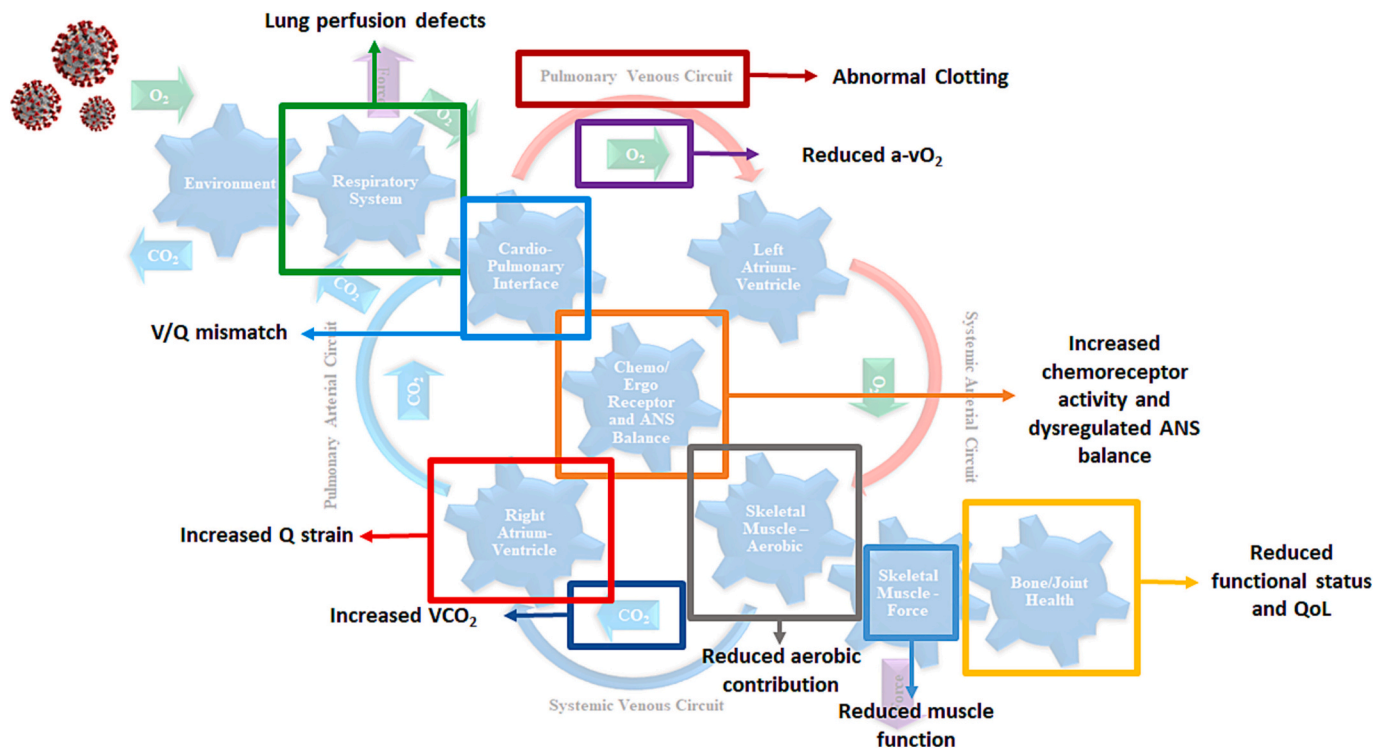 Lung perfusion defects
Force
O2
O2
Pulmonary Venous Circuit
Abnormal Clotting
O2
Reduced a-vO2
Environment
Respiratory
System
CO2
CO2
Cardio-
Pulmonary
Interface
Left
Atrium-
Ventricle
V/Q mismatch
Pulmonary Arterial Circuit
CO2
Chemo/
Ergo
Receptor
and ANS
Balance
O2
Systemic Arterial Circuit
Increased
chemoreceptor
activity and
dysregulated ANS
balance
Increased Q strain
Right
Atrium-
Ventricle
Skeletal
Muscle –
Aerobic
Skeletal
Muscle -
Force
Bone/Joint
Health
Reduced
functional status
and QoL
Increased VCO2
CO2
Reduced aerobic
contribution
Systemic Venous Circuit
Force
Reduced muscle
function